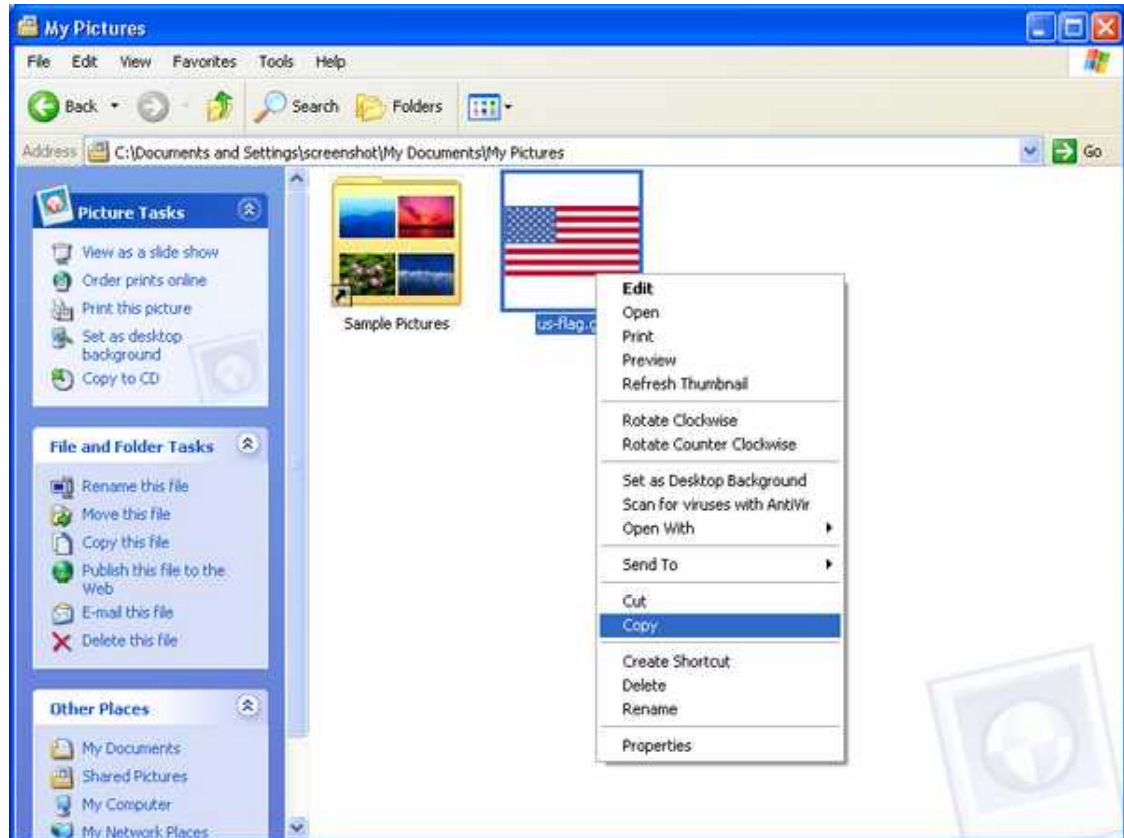 My Pictures
File Edit View Favorites Tools Help
Back Search Folders
Address C:\Documents and Settings\screenshot\My Documents\My Pictures Go
Picture Tasks
View as a slide show
Order prints online
Print this picture
Set as desktop
background
Copy to CD
File and Folder Tasks
Rename this file
Move this file
Copy this file
Publish this file to the
Web
E-mail this file
Delete this file
Other Places
My Documents
Shared Pictures
My Computer
My Network Places
Sample Pictures
us-flag.g
Edit
Open
Print
Preview
Refresh Thumbnail
Rotate Clockwise
Rotate Counter Clockwise
Set as Desktop Background
Scan for viruses with AntiVir
Open With
Send To
Cut
Copy
Create Shortcut
Delete
Rename
Properties